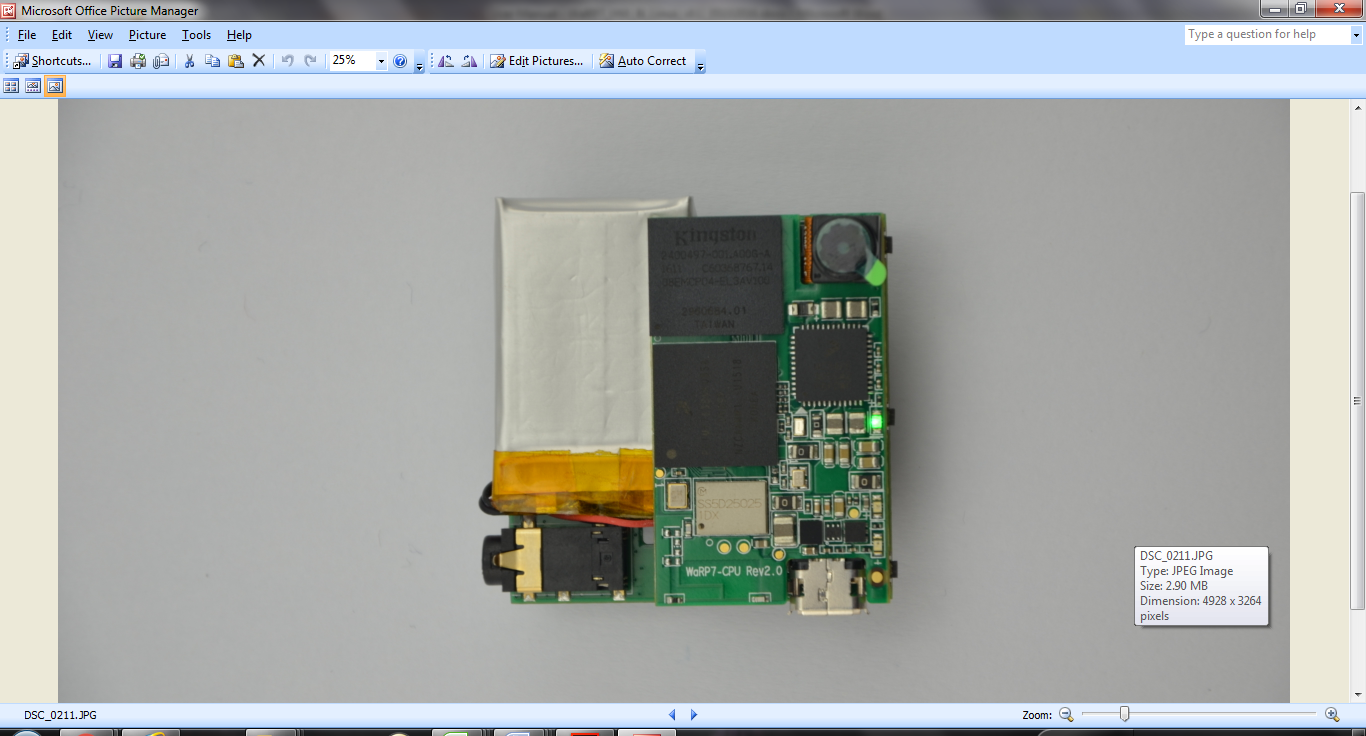 Microsoft Office Picture Manager
File Edit View Picture Tools Help
Type a question for help
Shortcuts... 25% Edit Pictures... Auto Correct
Kingston
TAIWAN
SS5D25025
1DX
WaRP7-CPU Rev2.0
DSC_0211.JPG
Type: JPEG Image
Size: 2.90 MB
Dimension: 4928 x 3264
pixels
DSC_0211.JPG
Zoom: